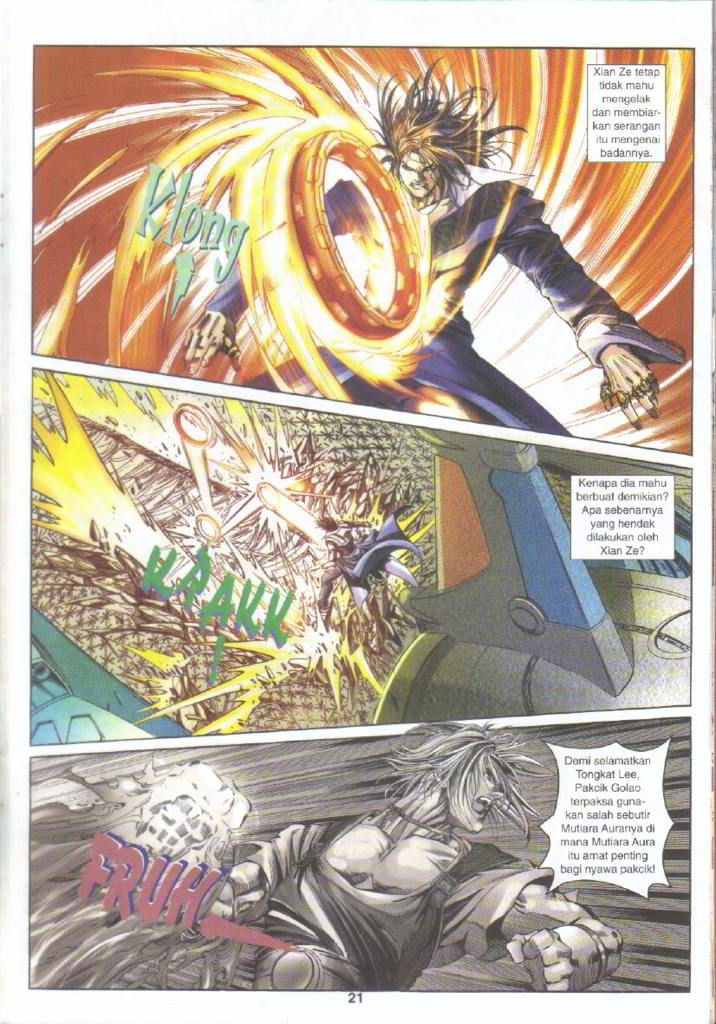 Xian Ze tetap
tidak mahu
mengelak
dan membiar-
kan serangan
itu mengenai
badannya.
Klong!
Kenapa dia mahu
berbuat demikian?
Apa sebenarnya
yang hendak
dilakukan oleh
Xian Ze?
KRAAKK!
Demi selamatkan
Tongkat Lee,
Pakcik Golao
terpaksa guna-
kan salah sebutir
Mutiara Auranya di
mana Mutiara Aura
itu amat penting
bagi nyawa pakcik!
FRUH
21